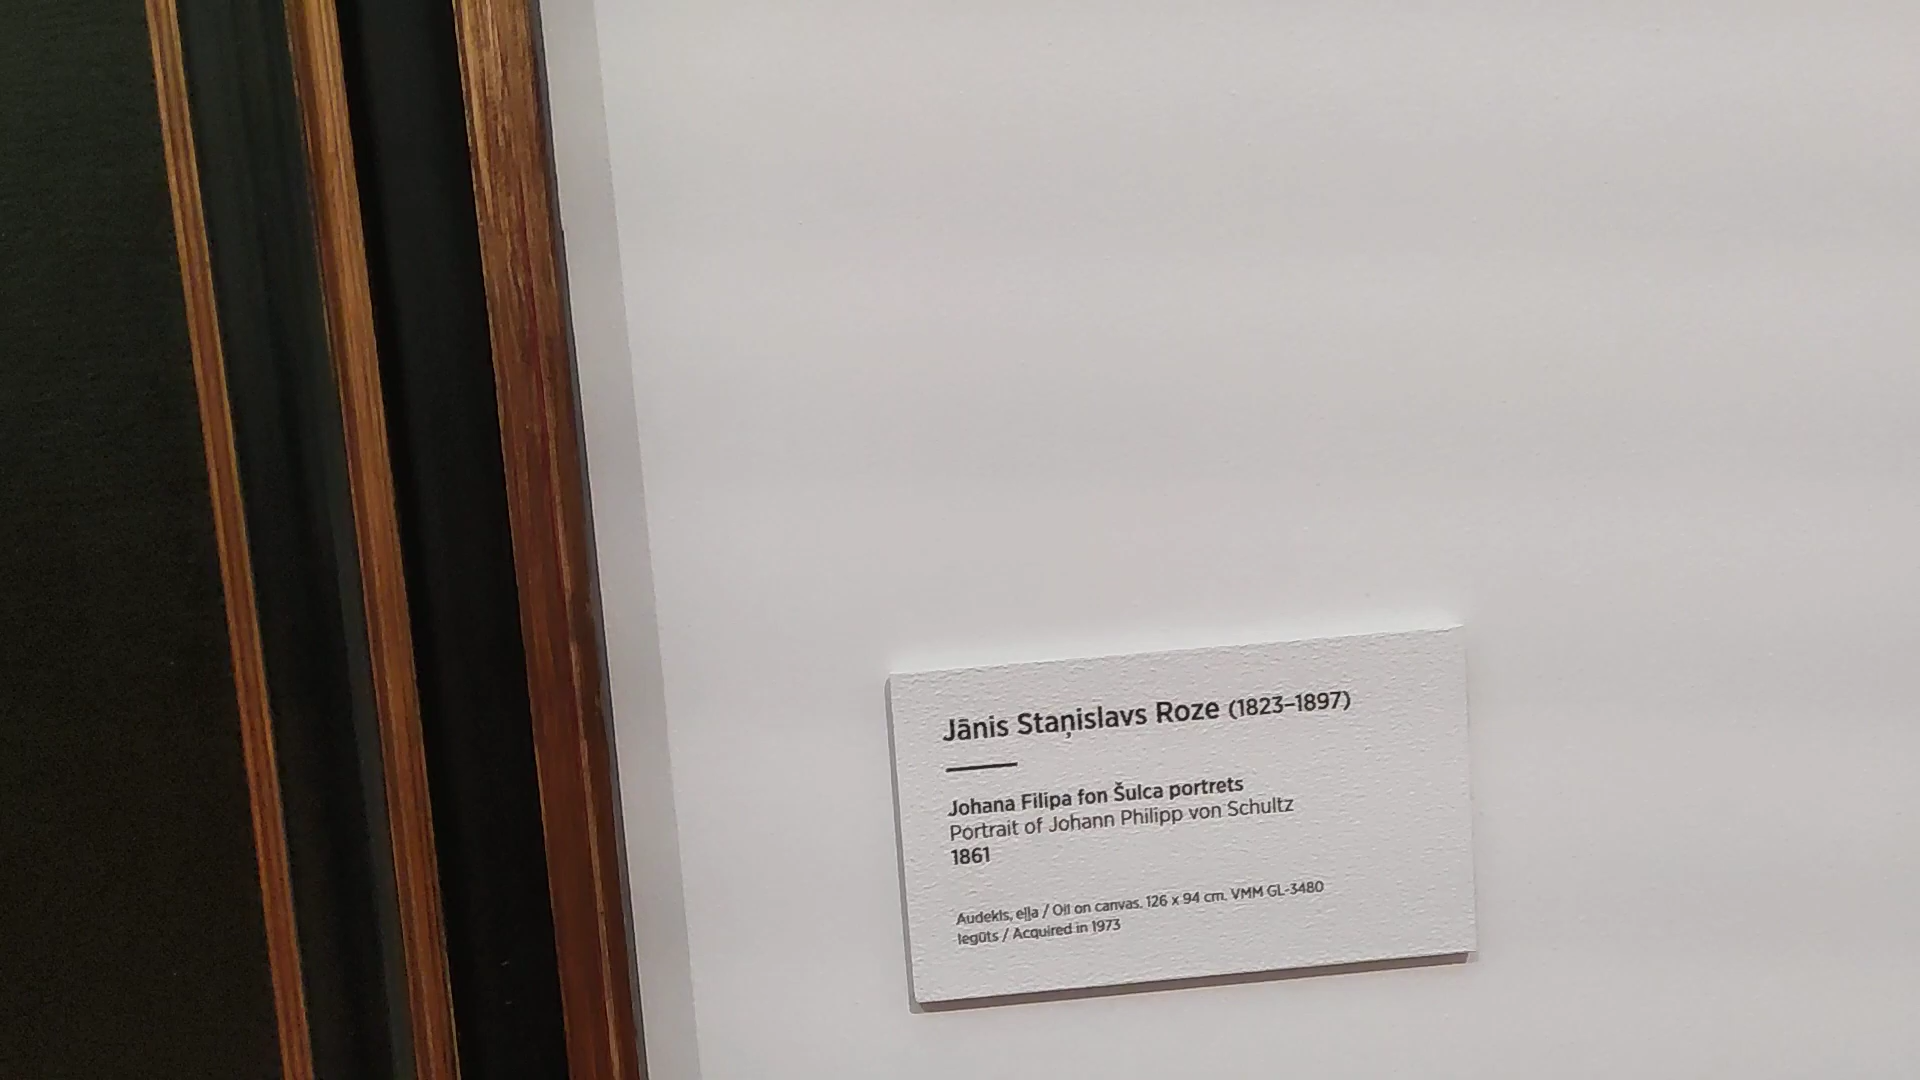 Jānis Staņislavs Roze (1823–1897)
Johana Filipa fon Šulca portrets
Portrait of Johann Philipp von Schultz
1861
Audekls, eļļa / Oil on canvas. 126 x 94 cm. VMM GL-3480
Iegūts / Acquired in 1973